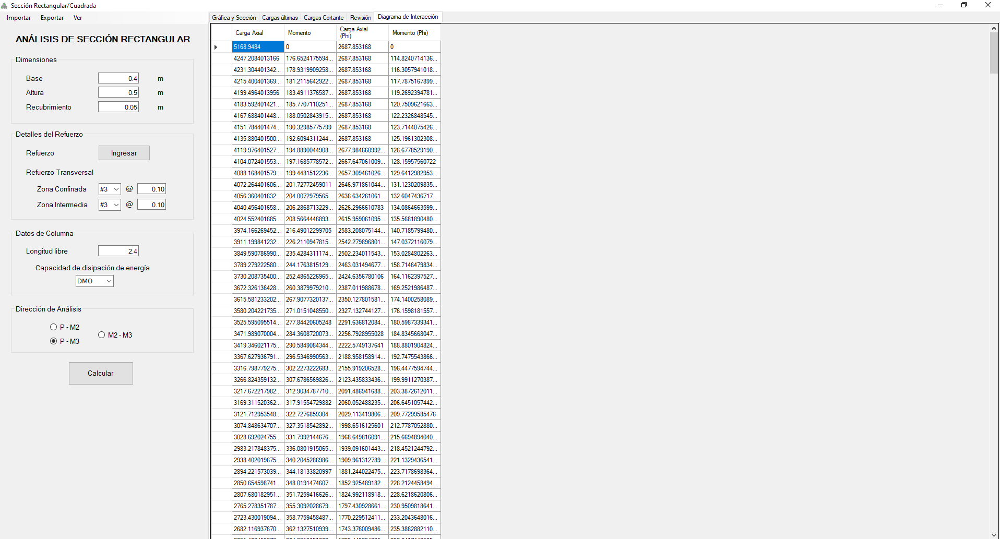 Sección Rectangular/Cuadrada
Importar Exportar Ver
ANÁLISIS DE SECCIÓN RECTANGULAR
Dimensiones
Base 0.4 m
Altura 0.5 m
Recubrimiento 0.05 m
Detalles del Refuerzo
Refuerzo Ingresar
Refuerzo Transversal
Zona Confinada #3 @ 0.10
Zona Intermedia #3 @ 0.10
Datos de Columna
Longitud libre 2.4
Capacidad de disipación de energía
DMO
Dirección de Análisis
P - M2
M2 - M3
P - M3
Calcular
Gráfica y Sección Cargas últimas Cargas Cortante Revisión Diagrama de Interacción
Carga Axial Momento Carga Axial (Phi) Momento (Phi)
5168.9484 0 2687.853168 0
4247.2084013166 176.6524175594... 2687.853168 114.8240714136...
4231.304401342... 178.9319909258... 2687.853168 116.3057941018...
4215.400401369... 181.2115642922... 2687.853168 117.7875167899...
4199.4964013956 183.4911376587... 2687.853168 119.2692394781...
4183.592401421... 185.7707110251... 2687.853168 120.7509621663...
4167.688401448... 188.0502843915... 2687.853168 122.2326848545...
4151.784401474... 190.32985775799 2687.853168 123.7144075426...
4135.880401500... 192.6094311244... 2687.853168 125.1961302308...
4119.976401527... 194.8890044908... 2677.984660992... 126.6778529190...
4104.072401553... 197.1685778572... 2667.647061009... 128.15957560722
4088.168401579... 199.4481512236... 2657.309461026... 129.6412982953...
4072.264401606... 201.72772459011 2646.971861044... 131.1230209835...
4056.360401632... 204.0072979565... 2636.634261061... 132.6047436717...
4040.456401658... 206.2868713229... 2626.2966610783 134.0864663599...
4024.552401685... 208.5664446893... 2615.959061095... 135.5681890480...
3974.166269452... 216.49012299705 2583.208075144... 140.7185799480...
3911.199841232... 226.2110947815... 2542.279896801... 147.0372116079...
3849.590786990... 235.4284311174... 2502.234011543... 153.0284802263...
3789.279222580... 244.1763815129... 2463.031494677... 158.7146479834...
3730.208735400... 252.4865226965... 2424.6356780106 164.1162397527...
3672.326136428... 260.3879979210... 2387.011988678... 169.2521986487...
3615.581233202... 267.9077320137... 2350.127801581... 174.1400258089...
3580.204221735... 271.0151048550... 2327.132744127... 176.1598181557...
3525.595095514... 277.84420605248 2291.636812084... 180.5987339341...
3471.989070004... 284.3608720073... 2256.7928955028 184.8345668047...
3419.346021175... 290.5849084344... 2222.5749137641 188.8801904824...
3367.627936791... 296.5346990563... 2188.958158914... 192.7475543866...
3316.798779275... 302.2273222683... 2155.919206528... 196.4477594744...
3266.824359132... 307.6786569826... 2123.435833436... 199.9911270387...
3217.672217982... 312.9034787710... 2091.486941688... 203.3872612011...
3169.311520362... 317.91554729882 2060.052488235... 206.6451057442...
3121.712953548... 322.7276859304 2029.113419806... 209.77299585476
3074.848634707... 327.3518542892... 1998.6516125601 212.7787052880...
3028.692024755... 331.7992144676... 1968.649816091... 215.6694894040...
2983.217848375... 336.0801915065... 1939.091601443... 218.4521244792...
2938.402019675... 340.2045286986... 1909.961312789... 221.1329436541...
2894.221573039... 344.18133820997 1881.244022475... 223.7178698364...
2850.654598741... 348.0191474607... 1852.925489182... 226.2124458494...
2807.680182951... 351.7259416626... 1824.992118918... 228.6218620806...
2765.278351787... 355.3092028679... 1797.430928661... 230.9509818641...
2723.430019094... 358.7759458487... 1770.229512411... 233.2043648016...
2682.116937670... 362.1327510939... 1743.376009486... 235.3862882110...